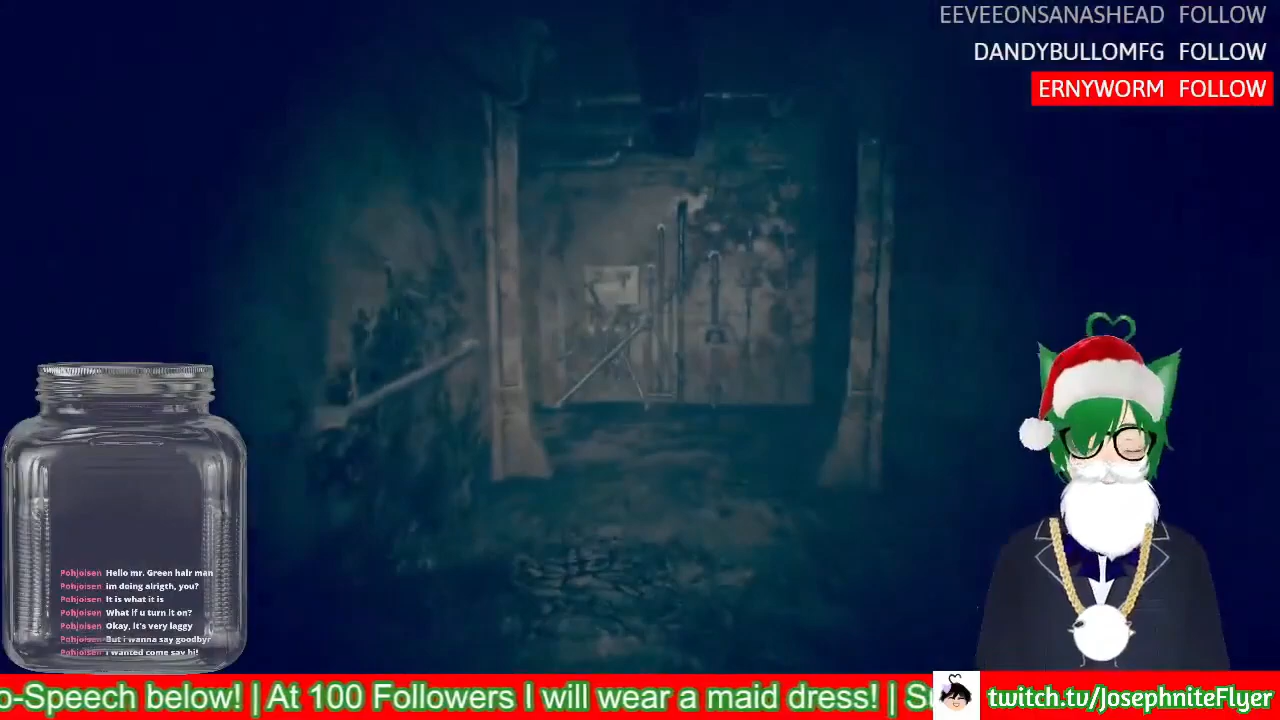 EEVEEONSANASHEAD FOLLOW
DANDYBULLOMFG FOLLOW
ERNYWORM FOLLOW
Pohjoisen Hello mr. Green hair man
Pohjoisen im doing alrigth, you?
Pohjoisen It is what it is
Pohjoisen What if u turn it on?
Pohjoisen Okay, it's very laggy
Pohjoisen But i wanna say goodbye
Pohjoisen I wanted come say hi!
o-Speech below! | At 100 Followers I will wear a maid dress! | Su
twitch.tv/JosephniteFlyer